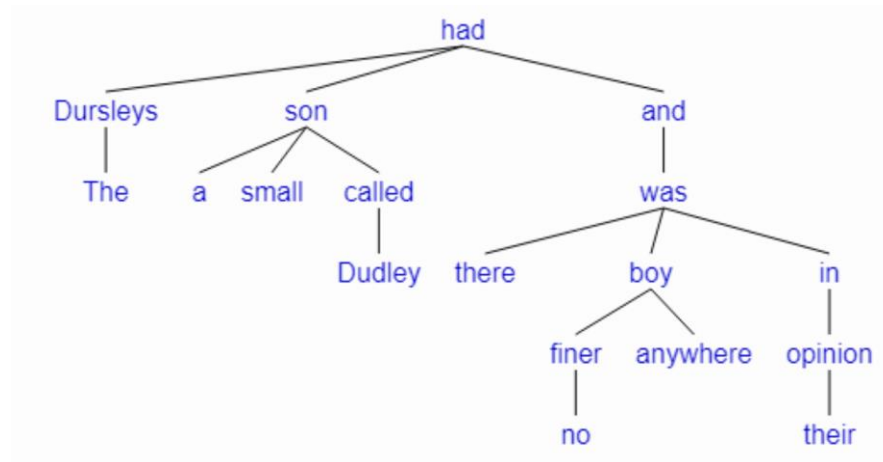 had
Dursleys son and
The a small called was
Dudley there boy in
finer anywhere opinion
no their